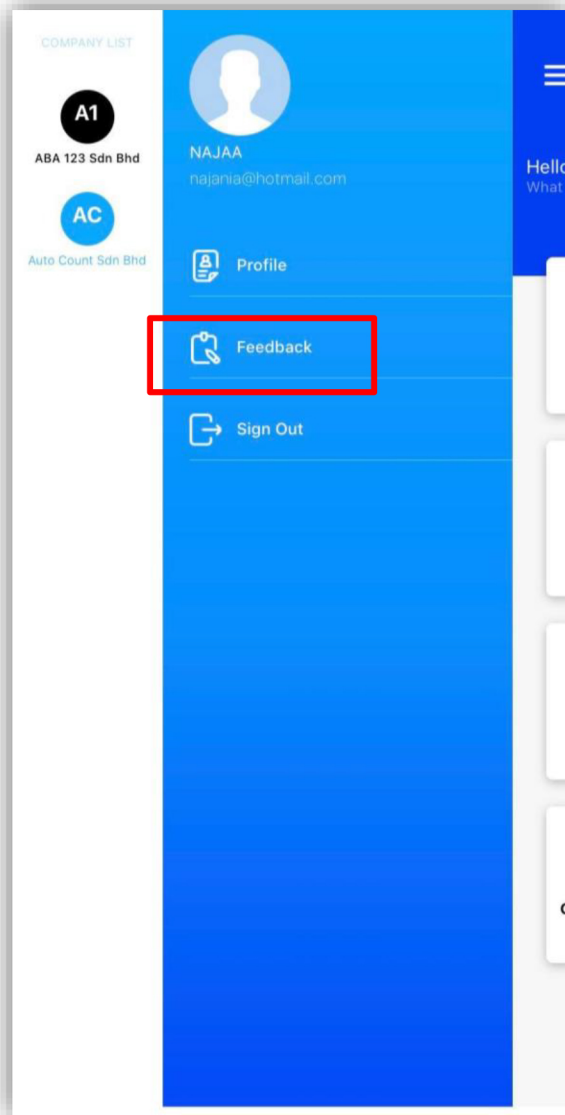 COMPANY LIST
A1
ABA 123 Sdn Bhd
AC
Auto Count Sdn Bhd
NAJAA
najania@hotmail.com
Profile
Feedback
Sign Out
Hello
What